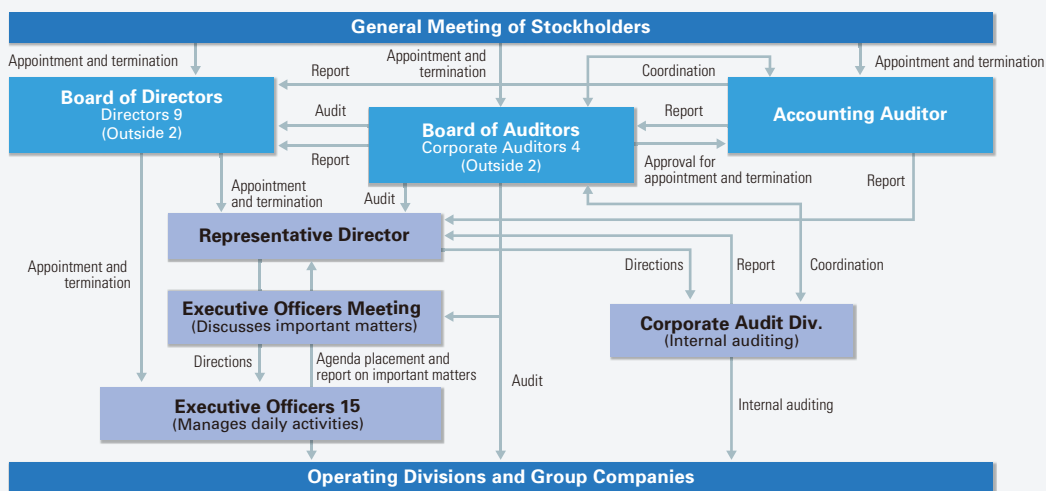 General Meeting of Stockholders
Appointment and termination
Appointment and
termination
Appointment and termination
Report
Coordination
Board of Directors
Directors 9
(Outside 2)
Audit
Report
Board of Auditors
Corporate Auditors 4
(Outside 2)
Report
Accounting Auditor
Approval for
appointment and termination
Report
Appointment
and termination
Audit
Representative Director
Appointment and
termination
Directions
Report
Coordination
Executive Officers Meeting
(Discusses important matters)
Corporate Audit Div.
(Internal auditing)
Directions
Agenda placement and
report on important matters
Audit
Executive Officers 15
(Manages daily activities)
Internal auditing
Operating Divisions and Group Companies